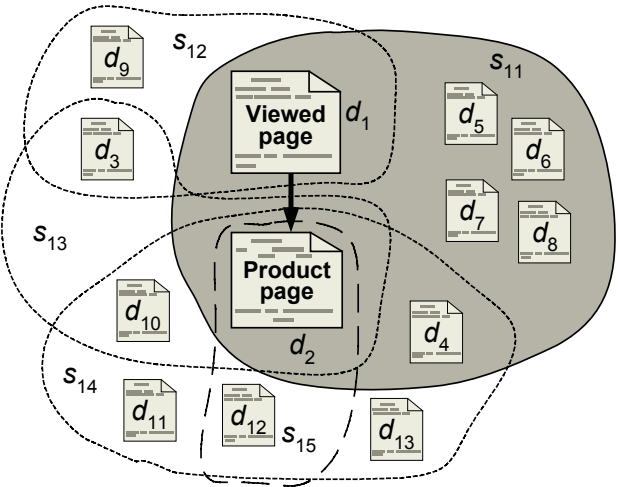 d9
s12
s11
Viewed
page
d1
d5
d6
d3
d7
d8
s13
Product
page
d10
d2
d4
s14
d11
d12
s15
d13